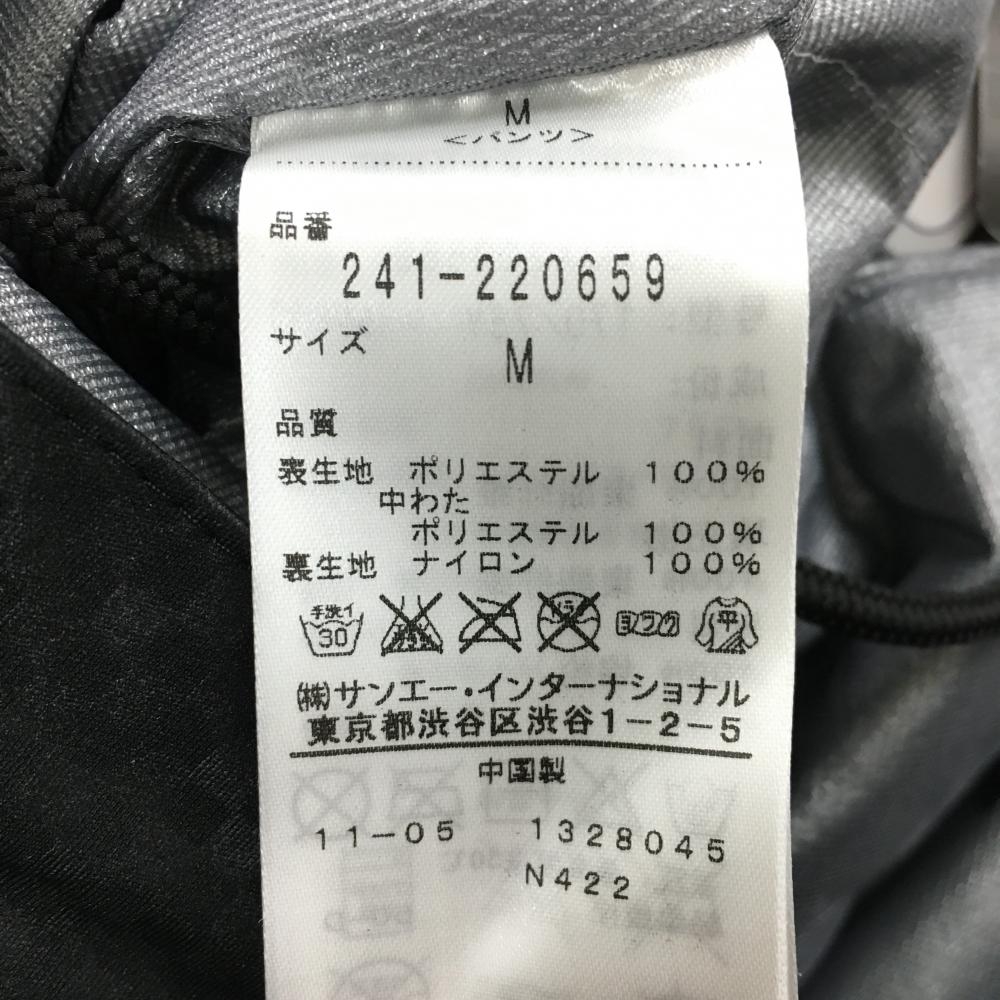 M
<パンツ>
品番
241-220659
サイズ
M
品質
表生地 ポリエステル 100%
中わた
ポリエステル 100%
裏生地 ナイロン 100%
手洗イ 30 平
(株)サンエー・インターナショナル
東京都渋谷区渋谷1-2-5
中国製
11-05 1328045
N422